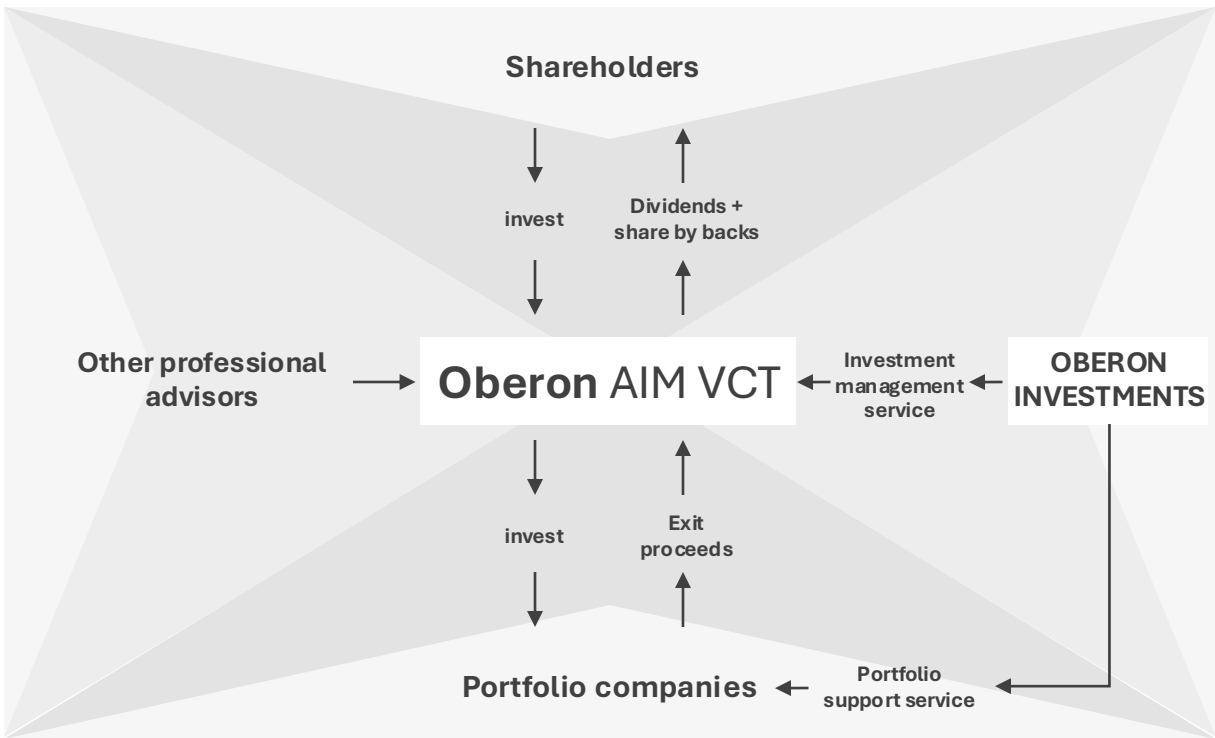 Shareholders
invest
Dividends +
share by backs
Other professional
advisors
Oberon AIM VCT
Investment
management
service
OBERON
INVESTMENTS
invest
Exit
proceeds
Portfolio companies
Portfolio
support service